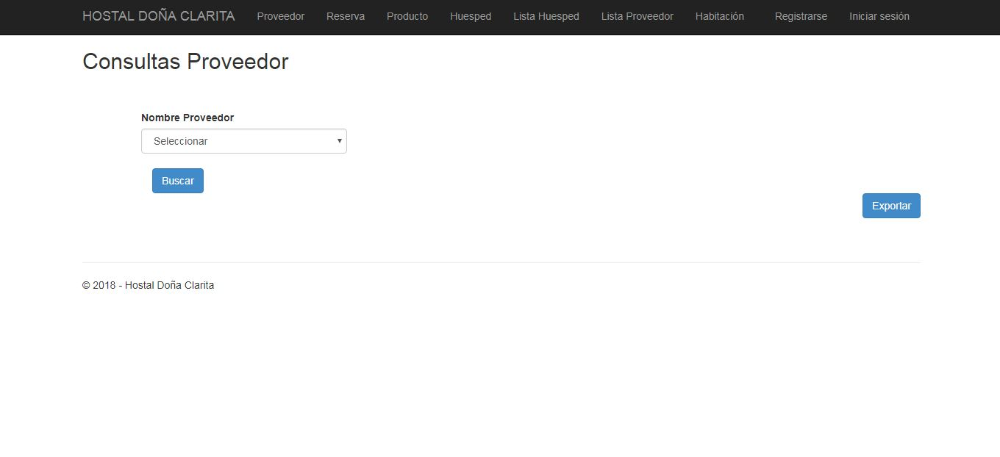 HOSTAL DOÑA CLARITA Proveedor Reserva Producto Huesped Lista Huesped Lista Proveedor Habitación Registrarse Iniciar sesión
Consultas Proveedor
Nombre Proveedor
Seleccionar
Buscar
Exportar
© 2018 - Hostal Doña Clarita